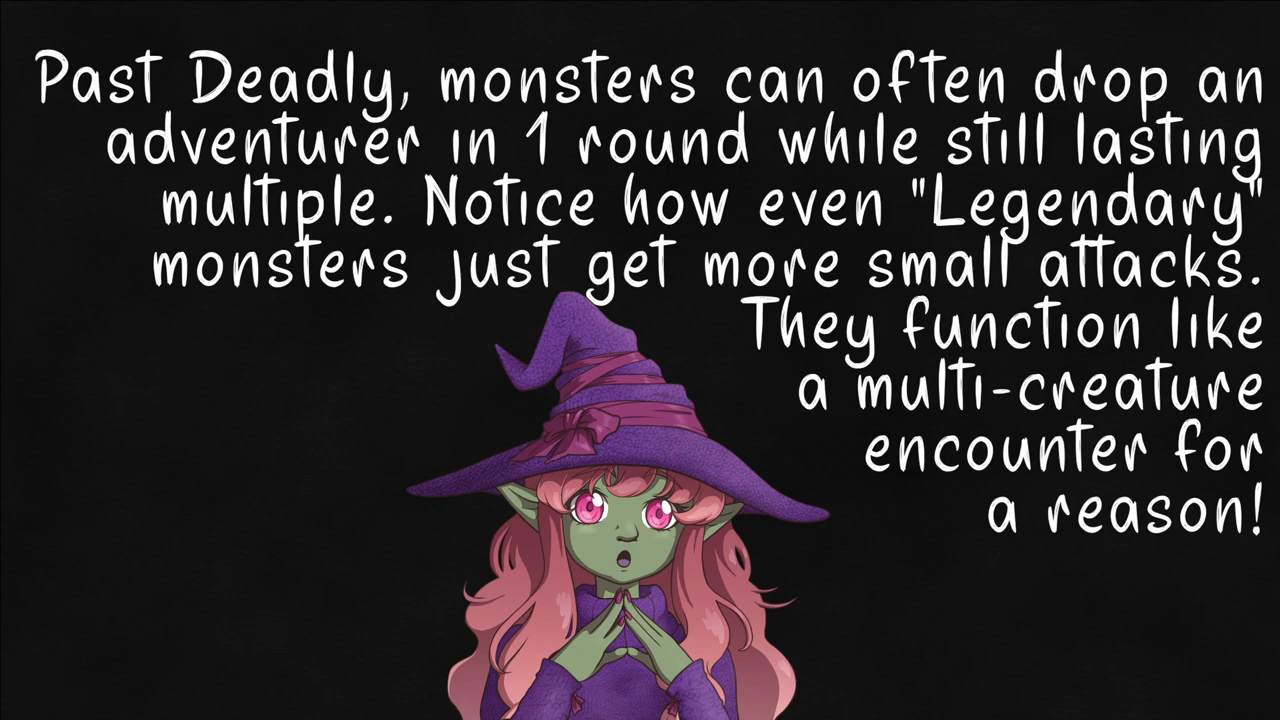 Past Deadly, monsters can often drop an
adventurer in 1 round while still lasting
multiple. Notice how even "Legendary"
monsters just get more small attacks.
They function like
a multi-creature
encounter for
a reason!